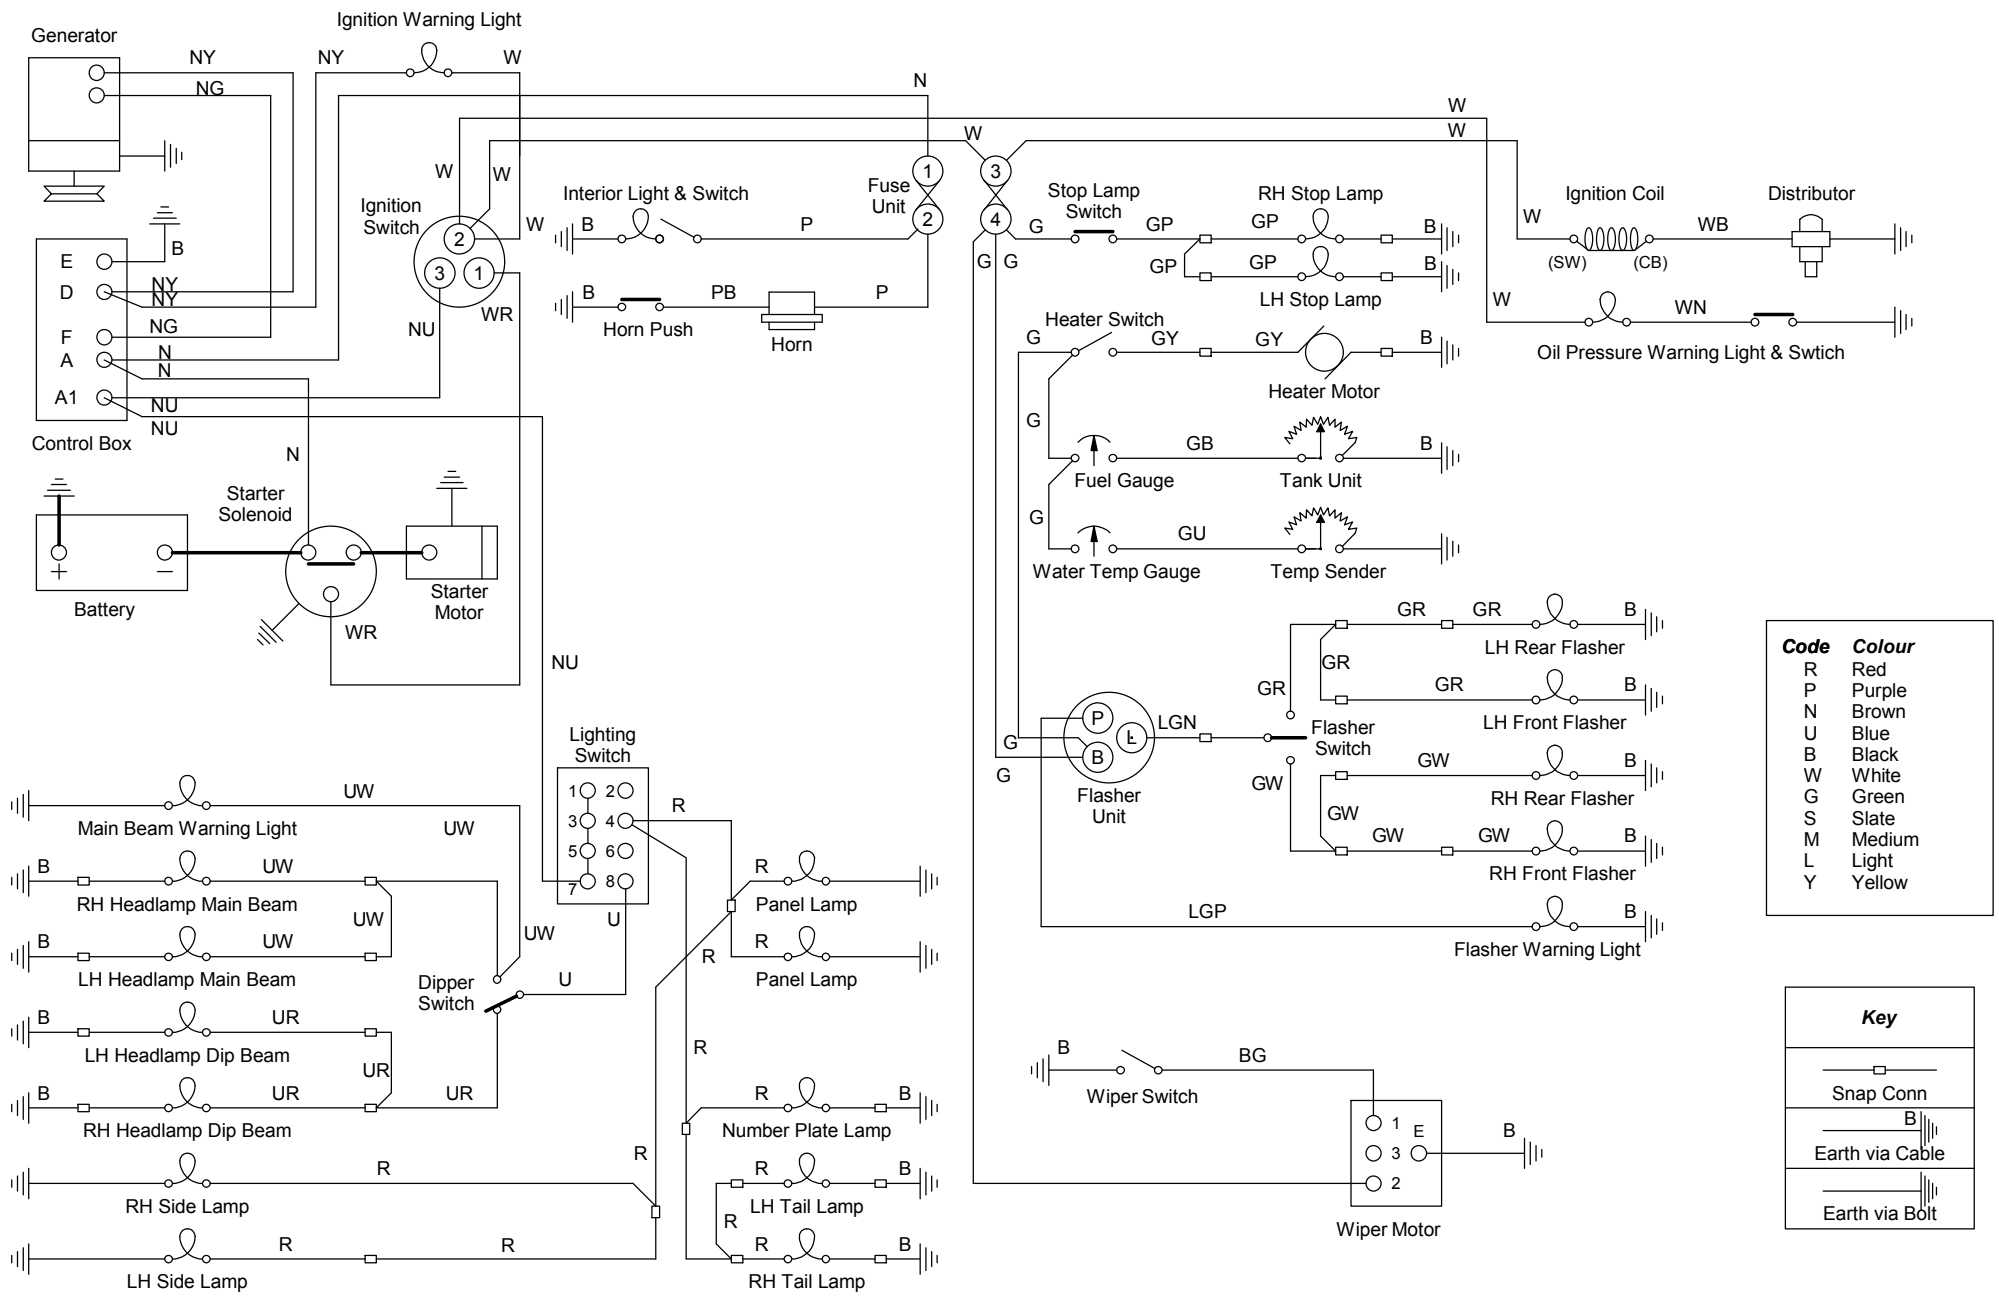 Ignition Warning Light
Generator
NY
NY
W
NG
N
W
W
W
W
W
Ignition
Switch
2
3
1
W
NU
WR
Interior Light & Switch
B
P
Fuse
Unit
1
2
3
4
B
PB
P
Horn Push
Horn
E
D
F
A
A1
B
NY
NY
NG
N
N
NU
NU
Control Box
N
Starter
Solenoid
+
–
Battery
Starter
Motor
WR
NU
Stop Lamp
Switch
RH Stop Lamp
G
GP
GP
B
G
G
GP
GP
B
LH Stop Lamp
Heater Switch
G
GY
GY
B
Heater Motor
G
GB
B
Fuel Gauge
Tank Unit
G
GU
Water Temp Gauge
Temp Sender
Ignition Coil
Distributor
W
WB
(SW)
(CB)
W
WN
Oil Pressure Warning Light & Swtich
GR
GR
B
LH Rear Flasher
GR
GR
GR
B
LH Front Flasher
P
L
B
LGN
Flasher
Switch
G
G
Flasher
Unit
GW
GW
B
RH Rear Flasher
GW
GW
GW
B
RH Front Flasher
LGP
B
Flasher Warning Light
Code Colour
R Red
P Purple
N Brown
U Blue
B Black
W White
G Green
S Slate
M Medium
L Light
Y Yellow
Lighting
Switch
1 2
3 4
5 6
7 8
R
U
UW
Main Beam Warning Light
UW
B
UW
RH Headlamp Main Beam
UW
B
UW
LH Headlamp Main Beam
UW
Dipper
Switch
U
B
UR
LH Headlamp Dip Beam
UR
B
UR
UR
RH Headlamp Dip Beam
R
RH Side Lamp
R
R
R
LH Side Lamp
R
Panel Lamp
R
R
Panel Lamp
R
R
B
Number Plate Lamp
R
B
LH Tail Lamp
R
R
B
RH Tail Lamp
B
BG
Wiper Switch
1
E
3
2
B
Wiper Motor
Key
Snap Conn
B
Earth via Cable
Earth via Bolt